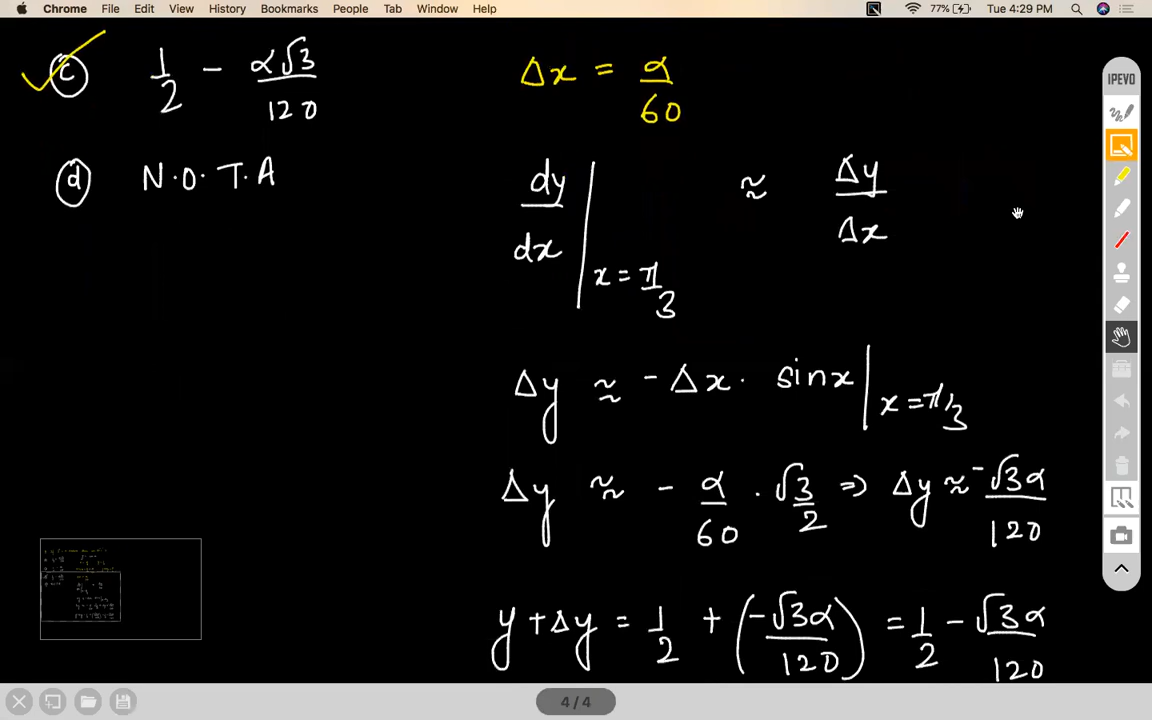 Chrome File Edit View History Bookmarks People Tab Window Help 77% Tue 4:29 PM
IPEVO
(c) 1/2 - α√3/120
(d) N.O.T.A
Δx = α/60
dy/dx | x = π/3 ≈ Δy/Δx
Δy ≈ - Δx · sinx | x = π/3
Δy ≈ - α/60 · √3/2 ⇒ Δy ≈ -√3α/120
y + Δy = 1/2 + (-√3α/120) = 1/2 - √3α/120
4 / 4